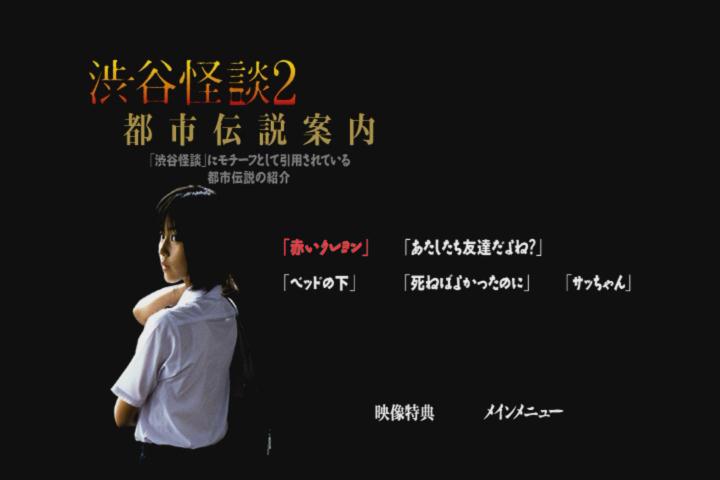 渋谷怪談2
都市伝説案内
「渋谷怪談」にモチーフとして引用されている
都市伝説の紹介
「赤いクレヨン」 「あたしたち友達だよね?」
「ベッドの下」 「死ねばよかったのに」 「サッちゃん」
映像特典 メインメニュー